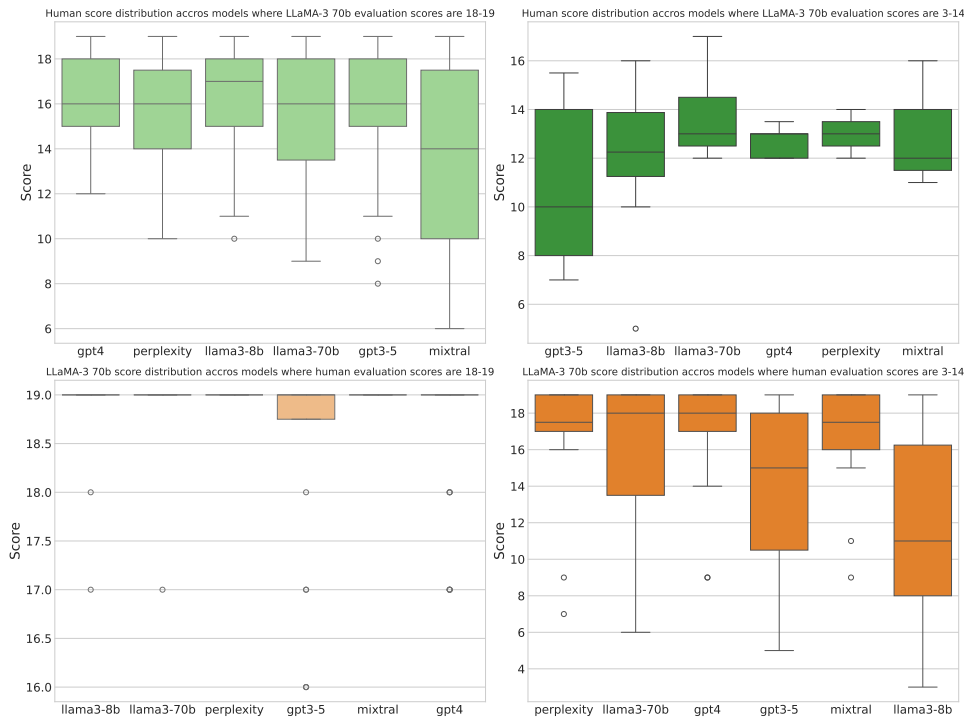 Human score distribution accros models where LLaMA-3 70b evaluation scores are 18-19
Score
18
16
14
12
10
8
6
gpt4 perplexity llama3-8b llama3-70b gpt3-5 mixtral
Human score distribution accros models where LLaMA-3 70b evaluation scores are 3-14
16
14
12
10
8
6
gpt3-5 llama3-8b llama3-70b gpt4 perplexity mixtral
LLaMA-3 70b score distribution accros models where human evaluation scores are 18-19
Score
19.0
18.5
18.0
17.5
17.0
16.5
16.0
llama3-8b llama3-70b perplexity gpt3-5 mixtral gpt4
LLaMA-3 70b score distribution accros models where human evaluation scores are 3-14
18
16
14
12
10
8
6
4
perplexity llama3-70b gpt4 gpt3-5 mixtral llama3-8b